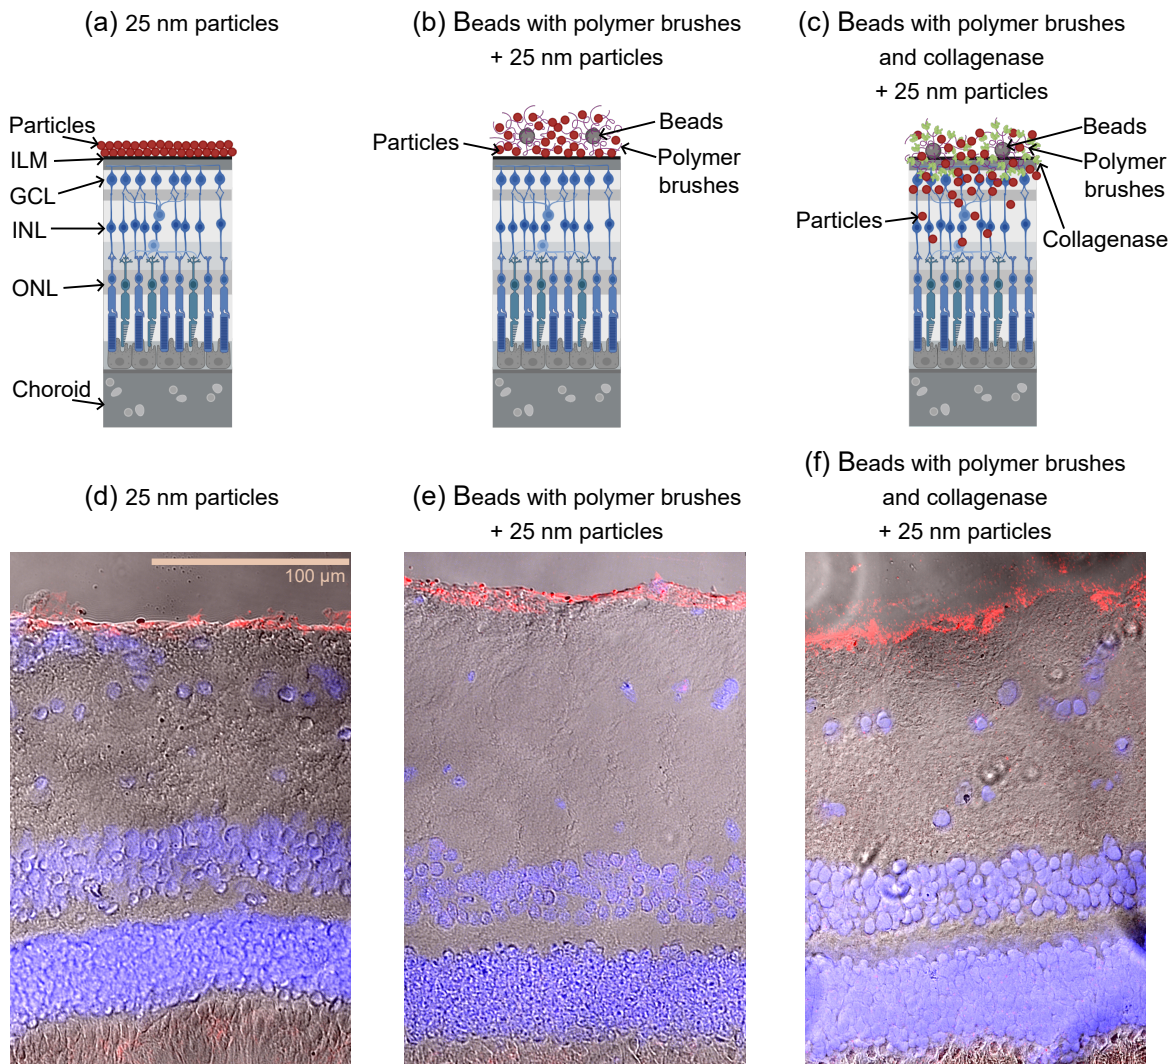 (a) 25 nm particles
(b) Beads with polymer brushes
+ 25 nm particles
(c) Beads with polymer brushes
and collagenase
+ 25 nm particles
Particles
ILM
GCL
INL
ONL
Choroid
Particles
Beads
Polymer
brushes
Particles
Beads
Polymer
brushes
Collagenase
(d) 25 nm particles
(e) Beads with polymer brushes
+ 25 nm particles
(f) Beads with polymer brushes
and collagenase
+ 25 nm particles
100 µm